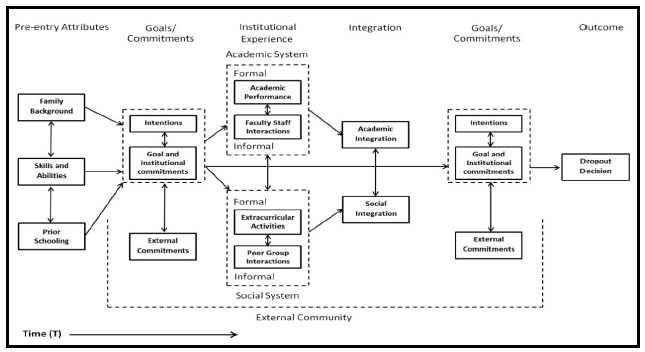 Pre-entry Attributes
Goals/
Commitments
Institutional
Experience
Integration
Goals/
Commitments
Outcome
Academic System
Formal
Academic
Performance
Faculty Staff
Interactions
Informal
Family
Background
Skills and
Abilities
Prior
Schooling
Intentions
Goal and
Institutional
commitments
External
Commitments
Formal
Extracurricular
Activities
Peer Group
Interactions
Informal
Social System
Academic
Integration
Social
Integration
Intentions
Goal and
Institutional
commitments
External
Commitments
Dropout
Decision
External Community
Time (T)